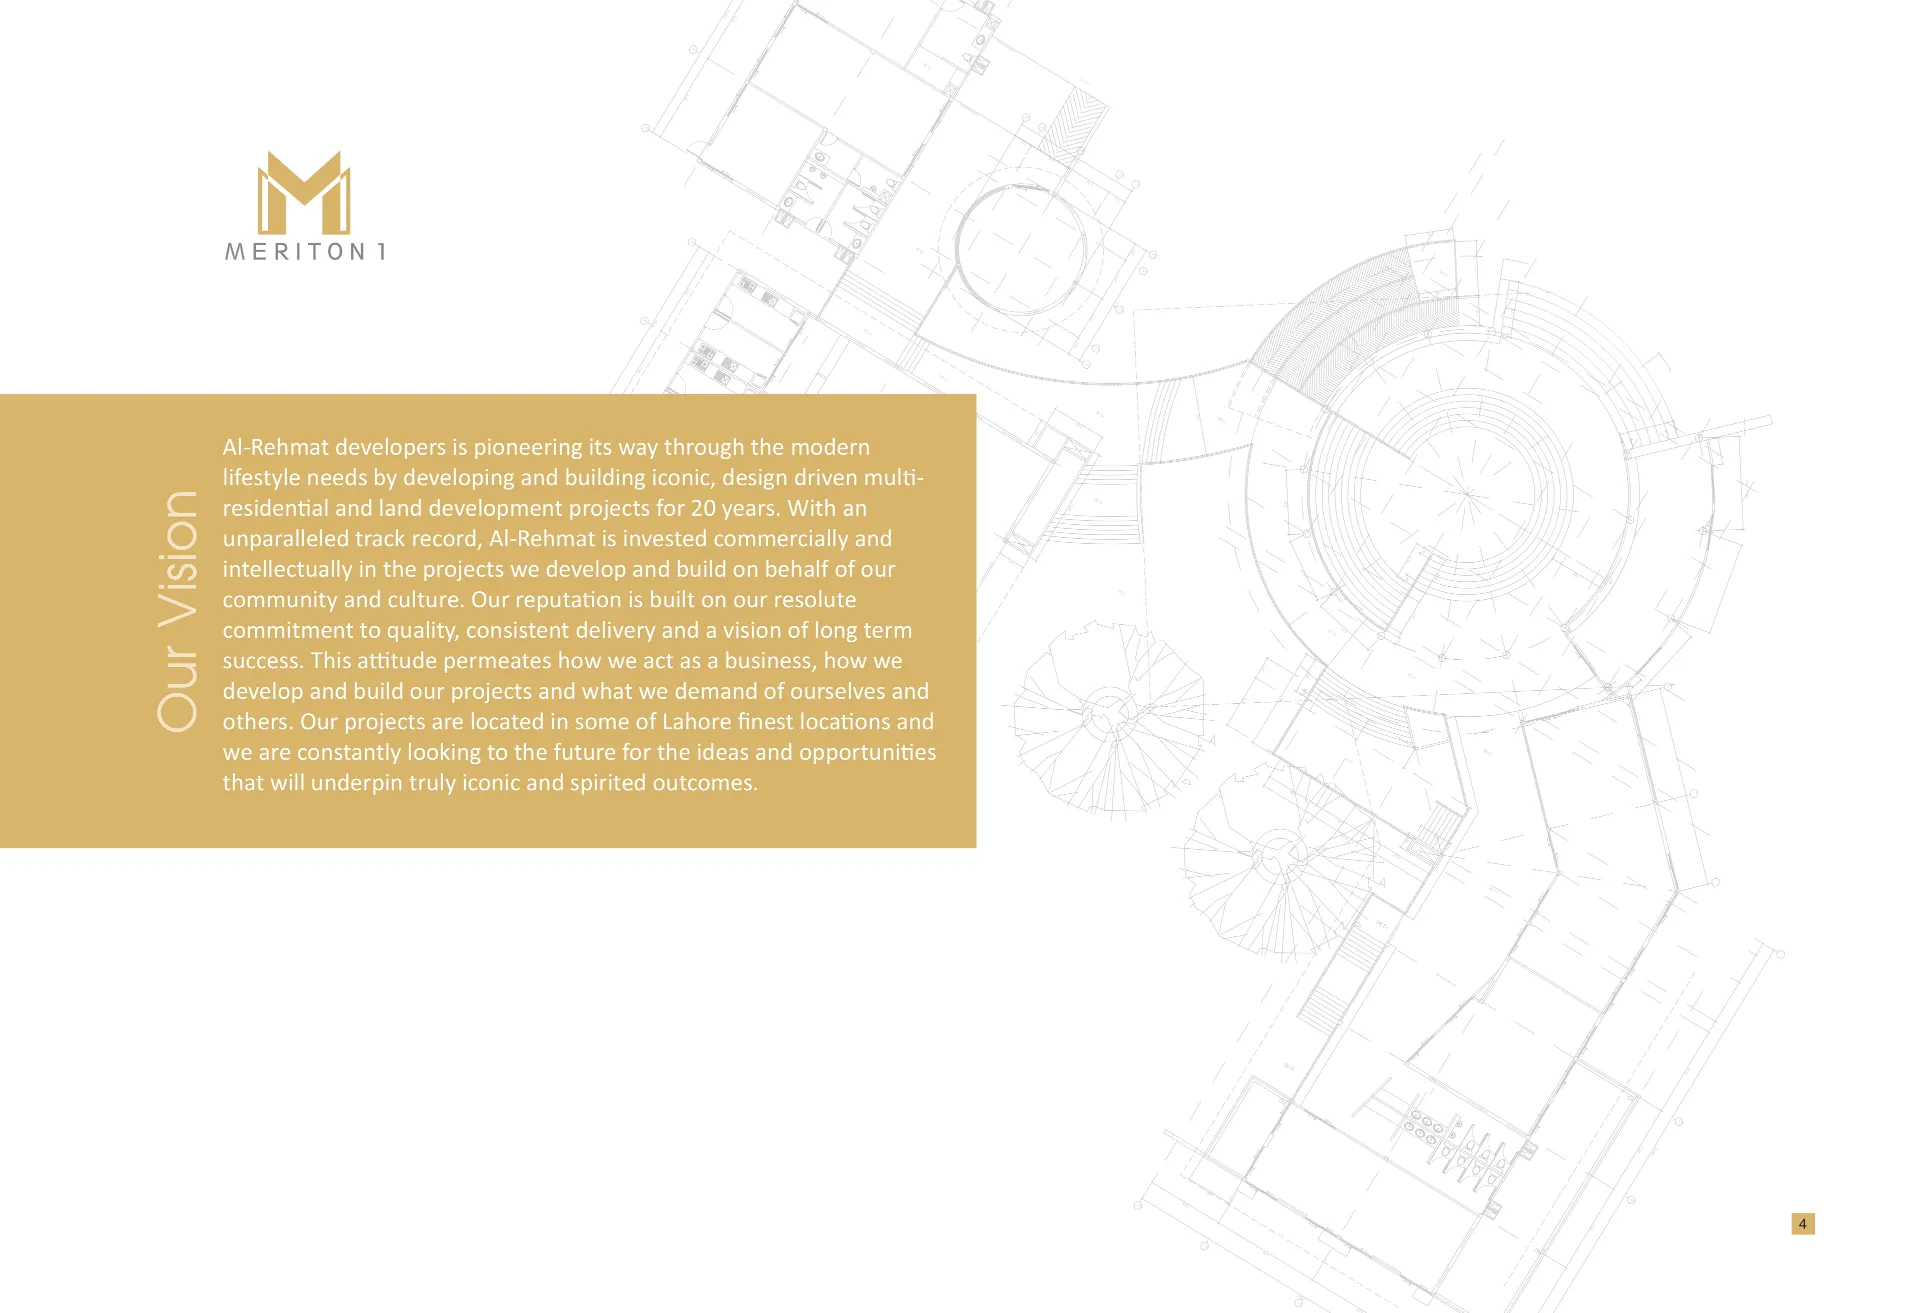 MERITON 1
Our Vision
Al-Rehmat developers is pioneering its way through the modern
lifestyle needs by developing and building iconic, design driven multi-
residential and land development projects for 20 years. With an
unparalleled track record, Al-Rehmat is invested commercially and
intellectually in the projects we develop and build on behalf of our
community and culture. Our reputation is built on our resolute
commitment to quality, consistent delivery and a vision of long term
success. This attitude permeates how we act as a business, how we
develop and build our projects and what we demand of ourselves and
others. Our projects are located in some of Lahore finest locations and
we are constantly looking to the future for the ideas and opportunities
that will underpin truly iconic and spirited outcomes.
4